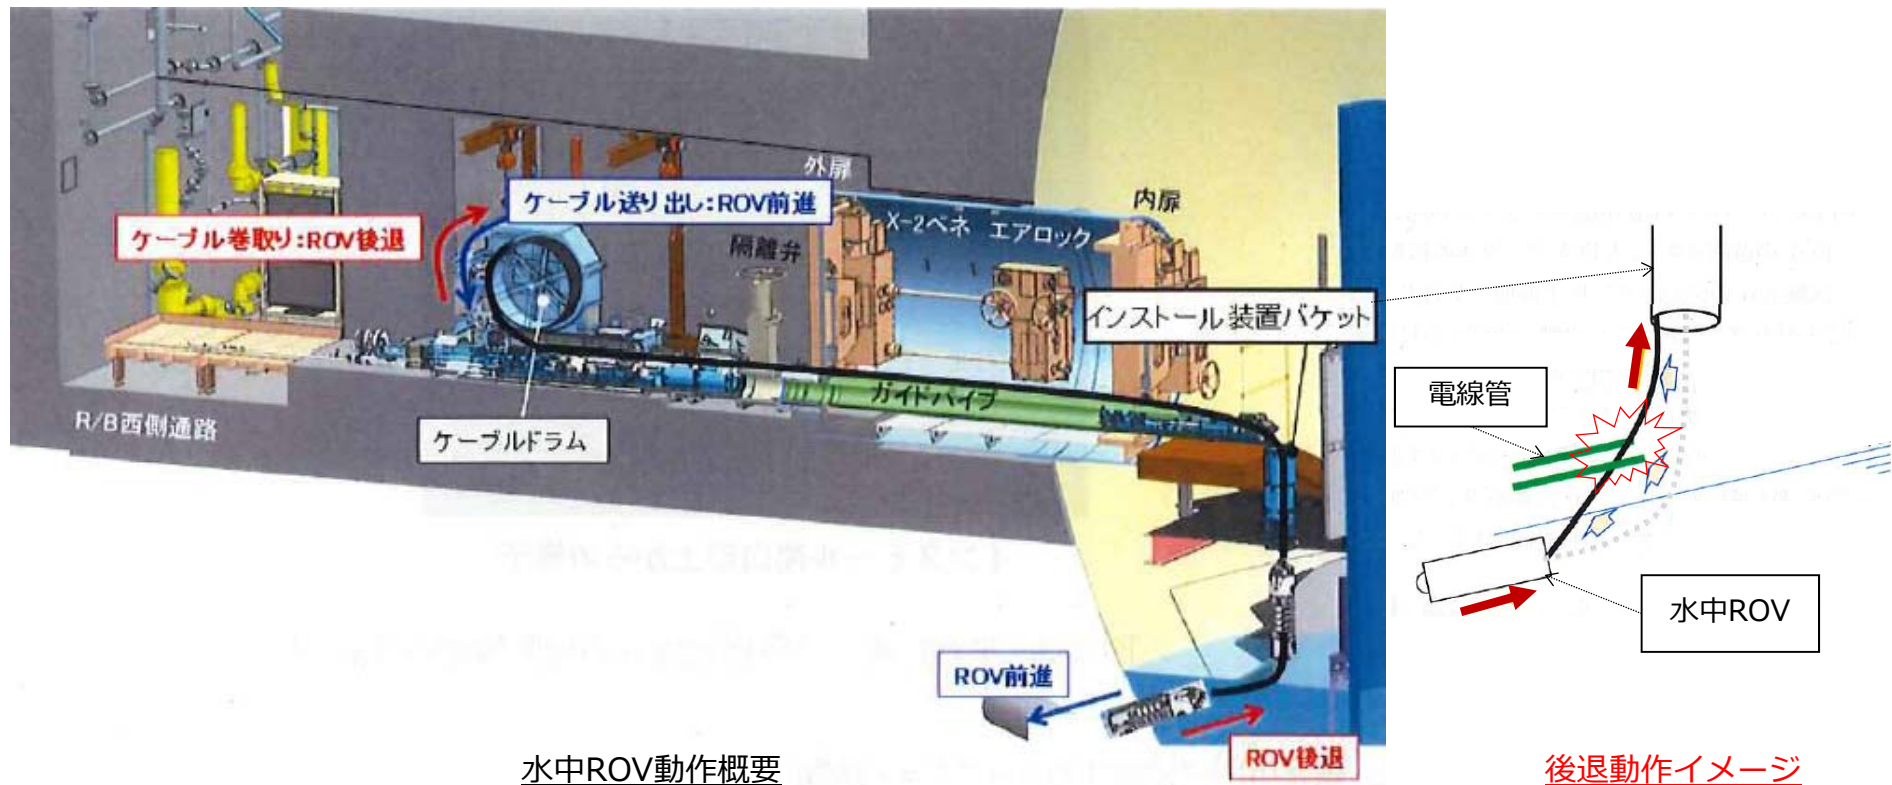 外扉
ケーブル送り出し:ROV前進
内扉
ケーブル巻取り:ROV後退
X-2ペネ エアロック
隔離弁
インストール装置バケット
ガイドパイプ
電線管
R/B西側通路
ケーブルドラム
水中ROV
ROV前進
ROV後退
水中ROV動作概要
後退動作イメージ